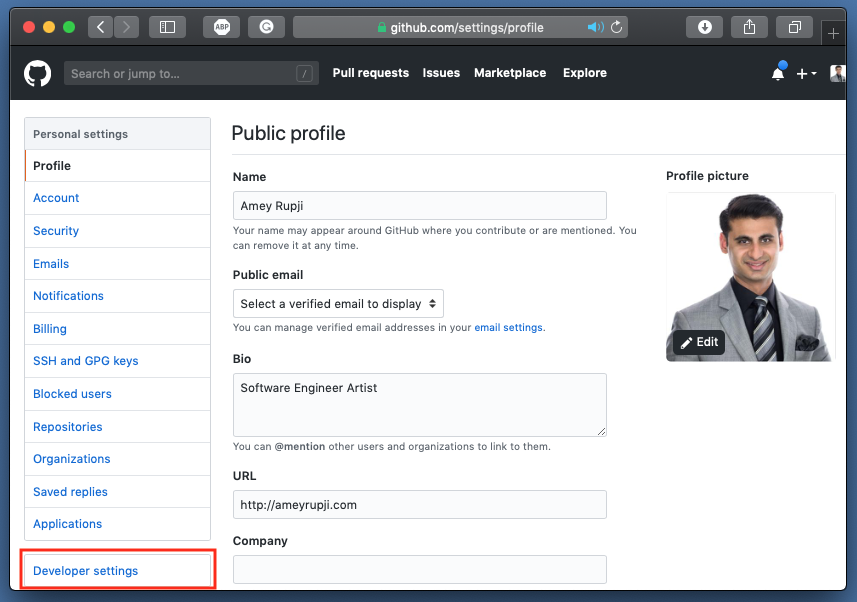 ABP
github.com/settings/profile
Search or jump to…
/
Pull requests
Issues
Marketplace
Explore
Personal settings
Profile
Account
Security
Emails
Notifications
Billing
SSH and GPG keys
Blocked users
Repositories
Organizations
Saved replies
Applications
Developer settings
Public profile
Name
Amey Rupji
Your name may appear around GitHub where you contribute or are mentioned. You
can remove it at any time.
Public email
Select a verified email to display
You can manage verified email addresses in your email settings.
Bio
Software Engineer Artist
You can @mention other users and organizations to link to them.
URL
http://ameyrupji.com
Company
Profile picture
Edit